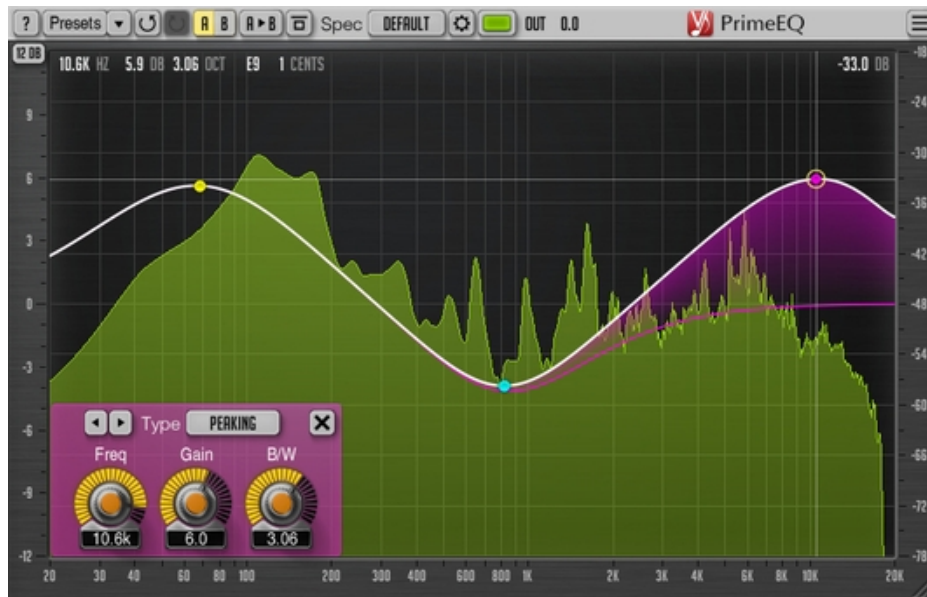 ? Presets A B A▸B Spec DEFAULT OUT 0.0 PrimeEQ
12 DB 10.6K HZ 5.9 DB 3.06 OCT E9 1 CENTS -33.0 DB -18
9 -24
-30
6
-36
3
-42
0 -48
-3 -54
Type PEAKING
-6 -66
Freq Gain B/W
-9 -72
10.6k 6.0 3.06
-12 -78
20 30 40 60 80 100 200 300 400 600 800 1K 2K 3K 4K 6K 8K 10K 20K